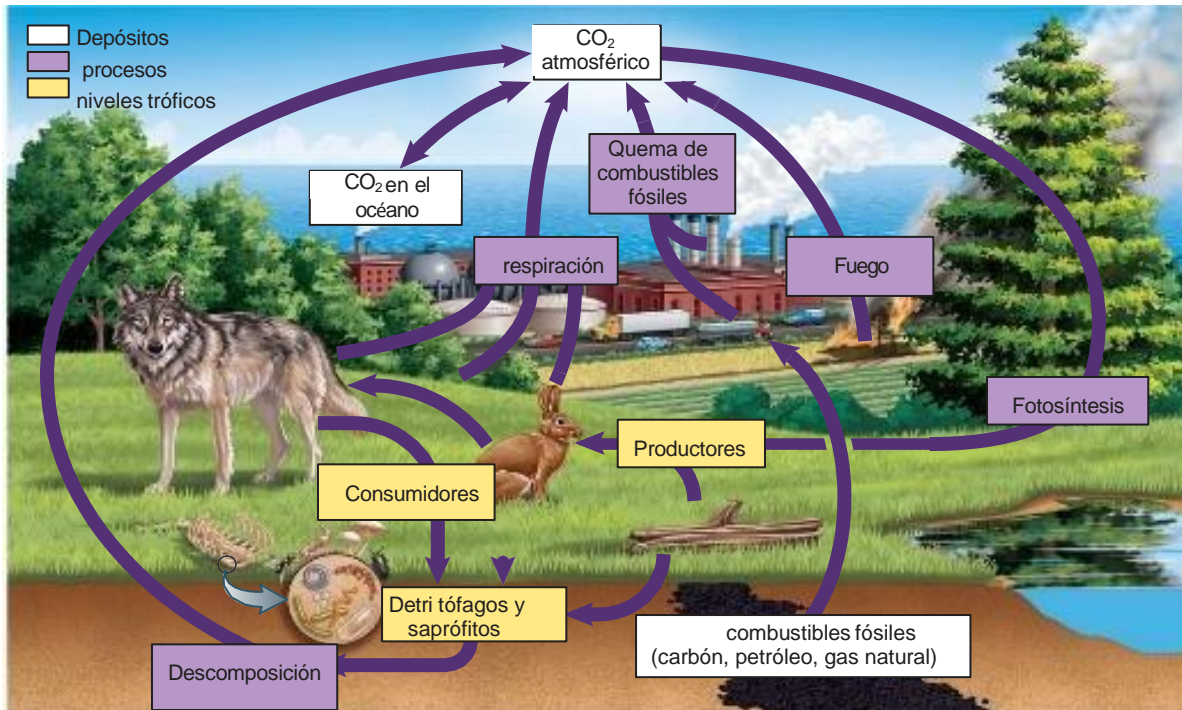 Depósitos
procesos
niveles tróficos
CO₂
atmosférico
CO₂ en el
océano
Quema de
combustibles
fósiles
respiración
Fuego
Fotosíntesis
Productores
Consumidores
Detri tófagos y
saprófitos
combustibles fósiles
(carbón, petróleo, gas natural)
Descomposición